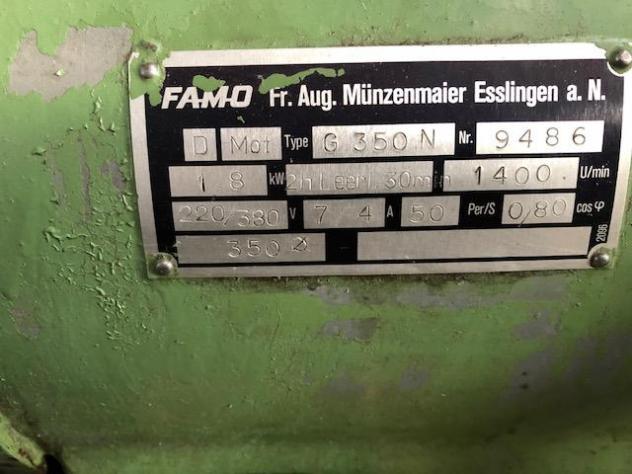 FAMO Fr. Aug. Münzenmaier Esslingen a. N.
D Mot Type G 350 N Nr. 9486
1 8 kW 2h Leerl. 30min 1400 U/min
220/380 V 7 4 A 50 Per/S 0/80 cos φ
350
2096